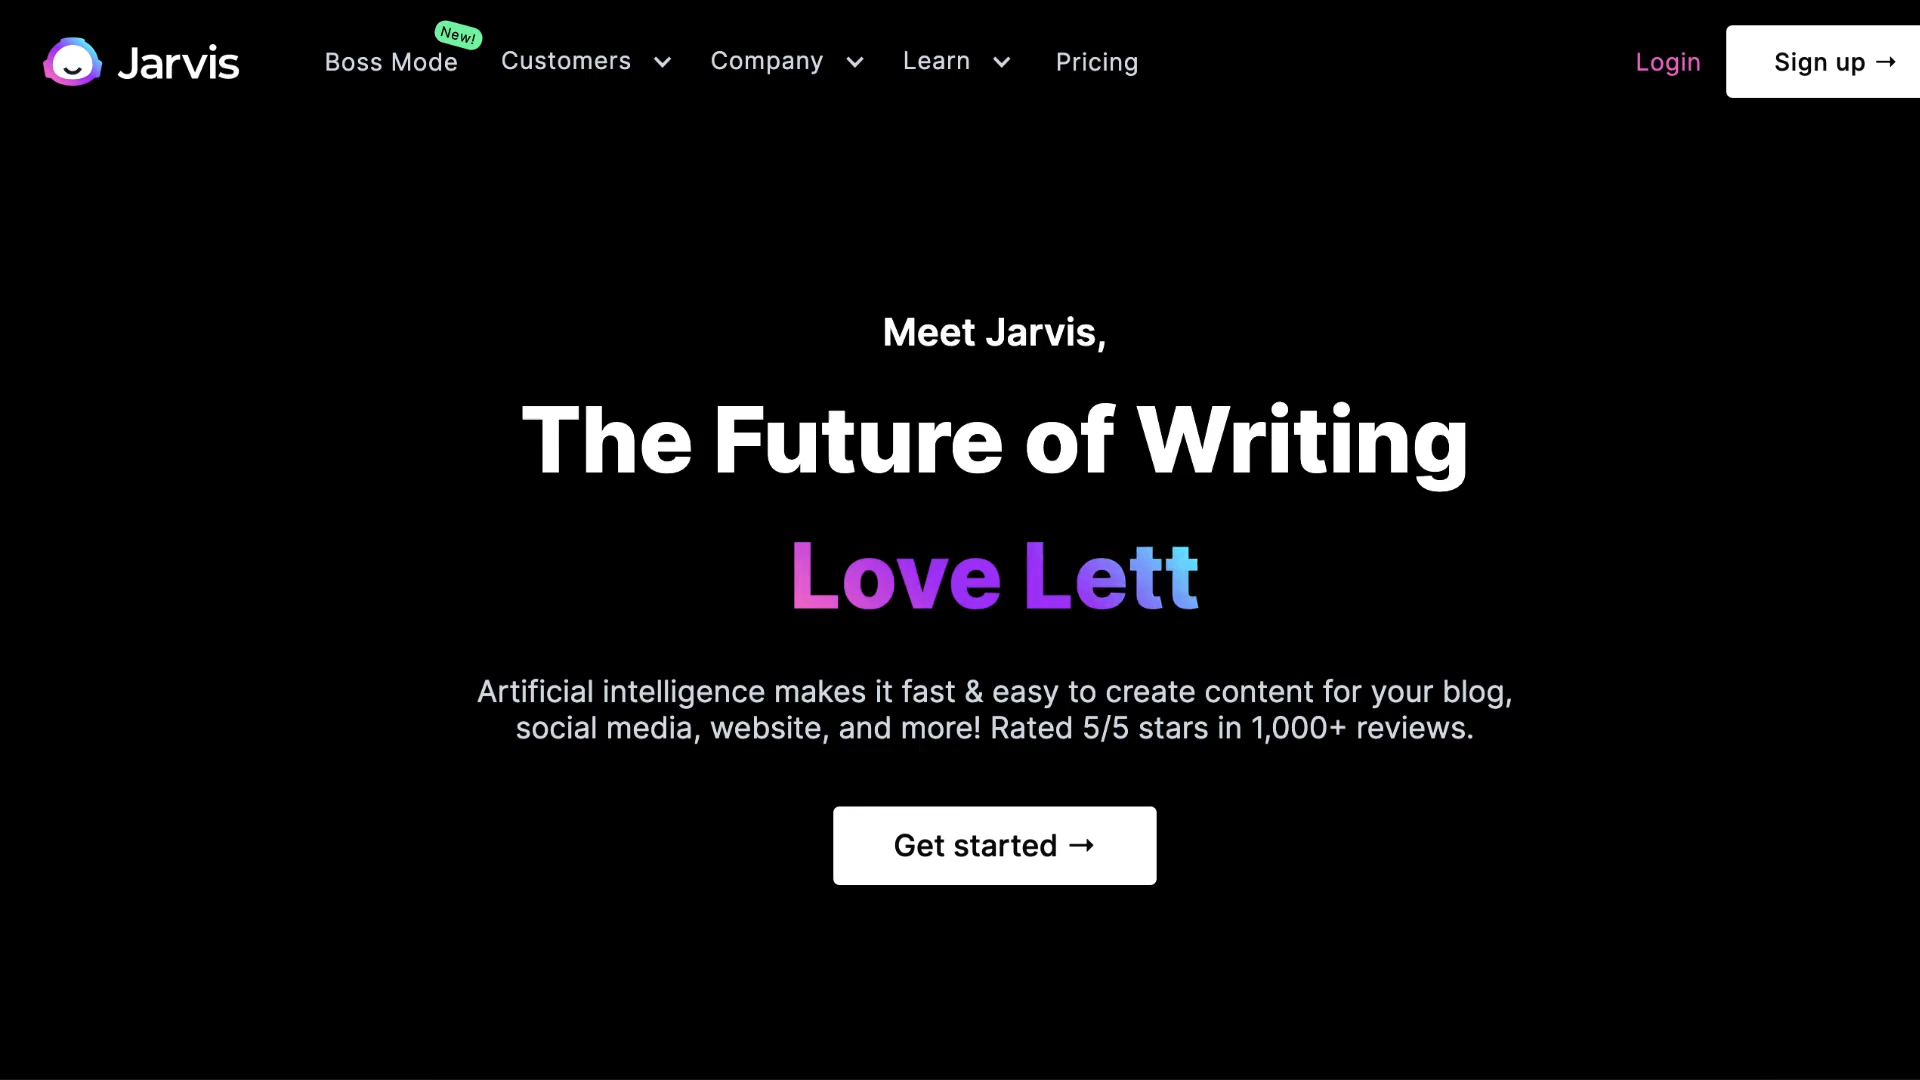 Jarvis
Boss Mode New! Customers Company Learn Pricing
Login Sign up →
Meet Jarvis,
The Future of Writing
Love Lett
Artificial intelligence makes it fast & easy to create content for your blog,
social media, website, and more! Rated 5/5 stars in 1,000+ reviews.
Get started →